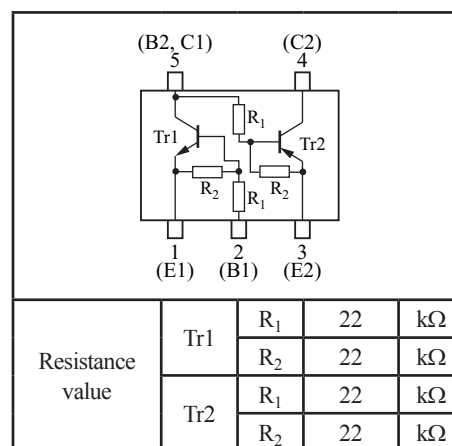 (B2, C1) (C2)
5 4
R1
Tr1 Tr2
R2 R2
R1
1 2 3
(E1) (B1) (E2)
Resistance value Tr1 R1 22 kΩ
R2 22 kΩ
Tr2 R1 22 kΩ
R2 22 kΩ